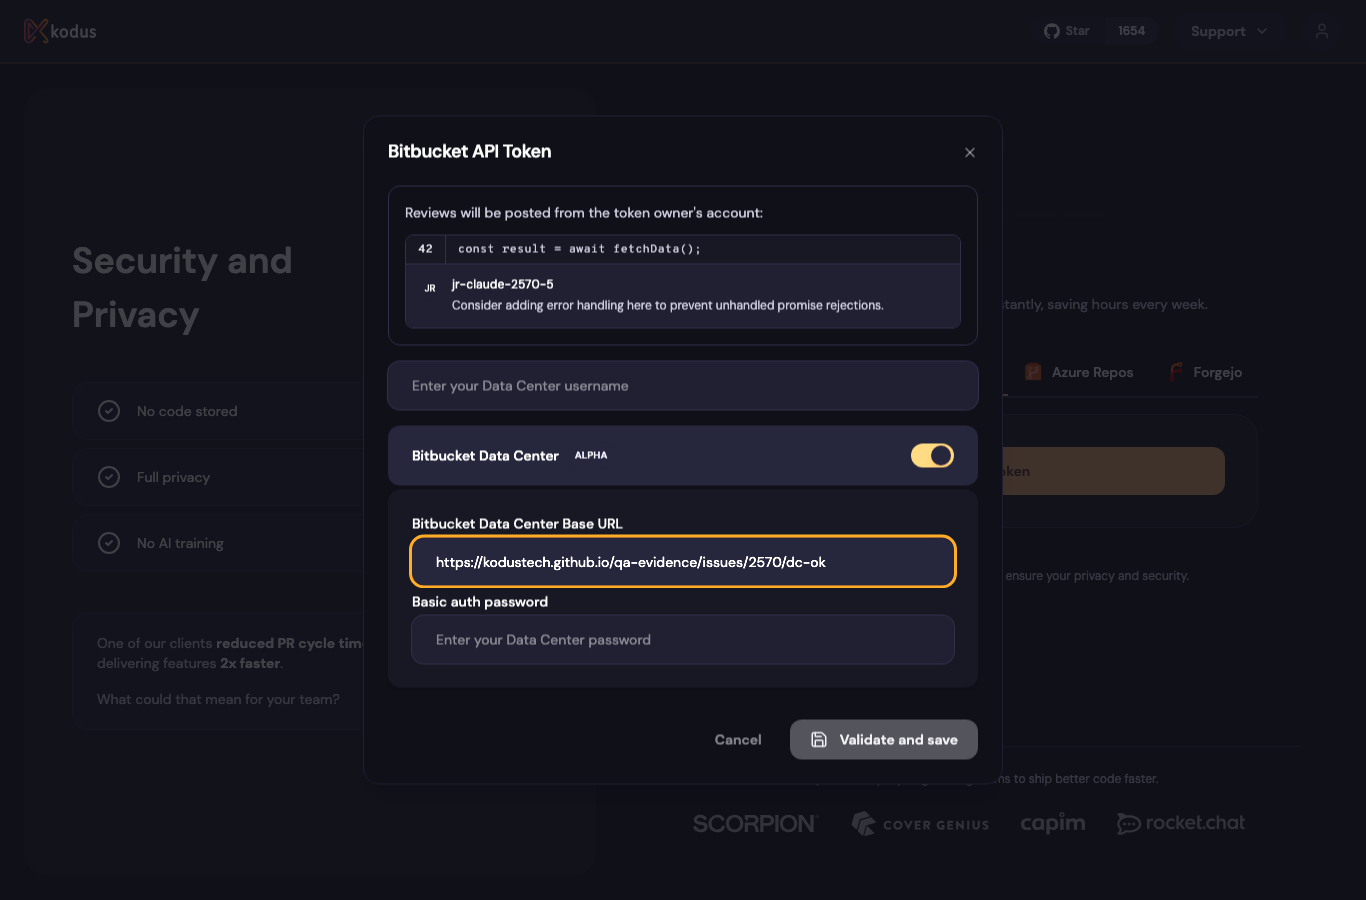 kodus
Star 1654 Support
Bitbucket API Token
Reviews will be posted from the token owner's account:
42 const result = await fetchData();
JR jr-claude-2570-5
Consider adding error handling here to prevent unhandled promise rejections.
Enter your Data Center username
Bitbucket Data Center ALPHA
Bitbucket Data Center Base URL
https://kodustech.github.io/qa-evidence/issues/2570/dc-ok
Basic auth password
Enter your Data Center password
Cancel Validate and save
Security and
Privacy
No code stored
Full privacy
No AI training
One of our clients reduced PR cycle tim
delivering features 2x faster.
What could that mean for your team?
stantly, saving hours every week.
Azure Repos Forgejo
oken
ensure your privacy and security.
ms to ship better code faster.
SCORPION COVER GENIUS capim rocket.chat